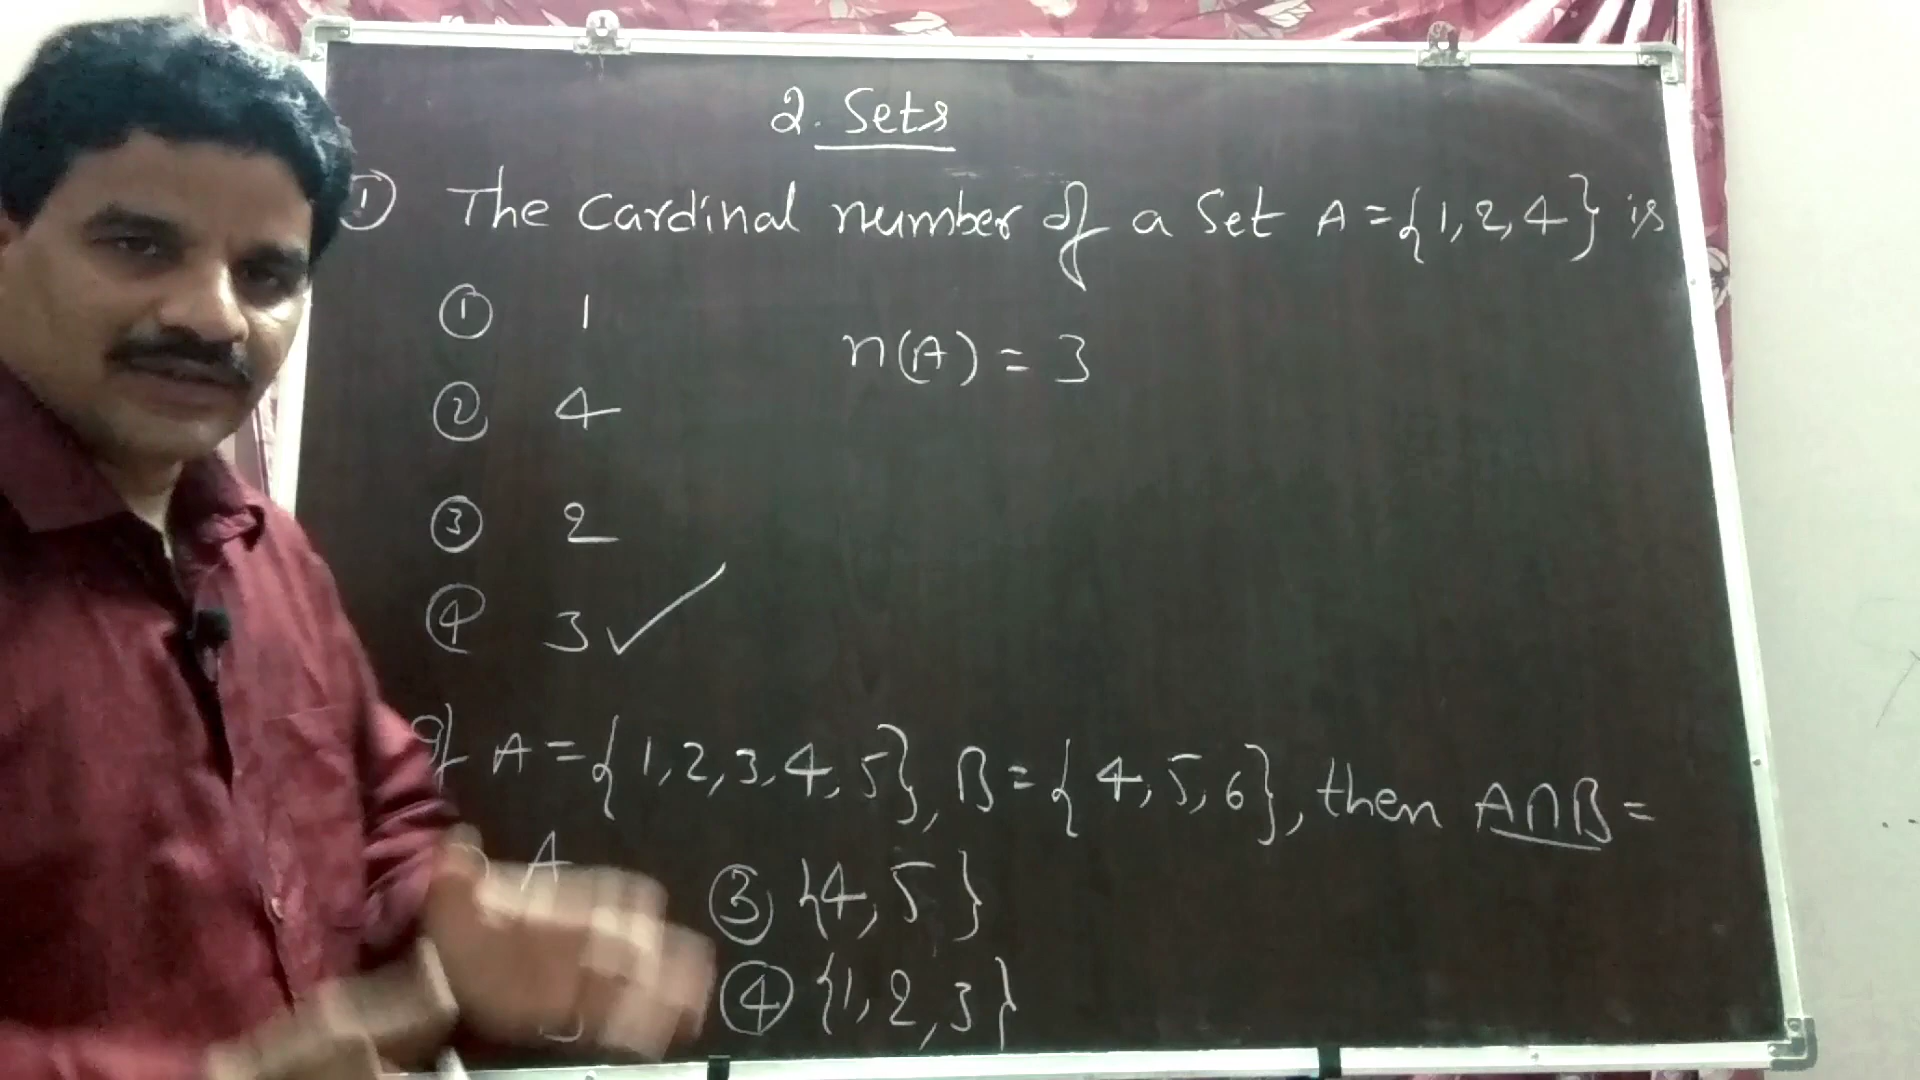 2. Sets
① The Cardinal number of a Set A = {1, 2, 4} is
① 1
n(A) = 3
② 4
③ 2
④ 3 ✓
If A = {1, 2, 3, 4, 5}, B = {4, 5, 6}, then A∩B =
A
③ {4, 5}
④ {1, 2, 3}